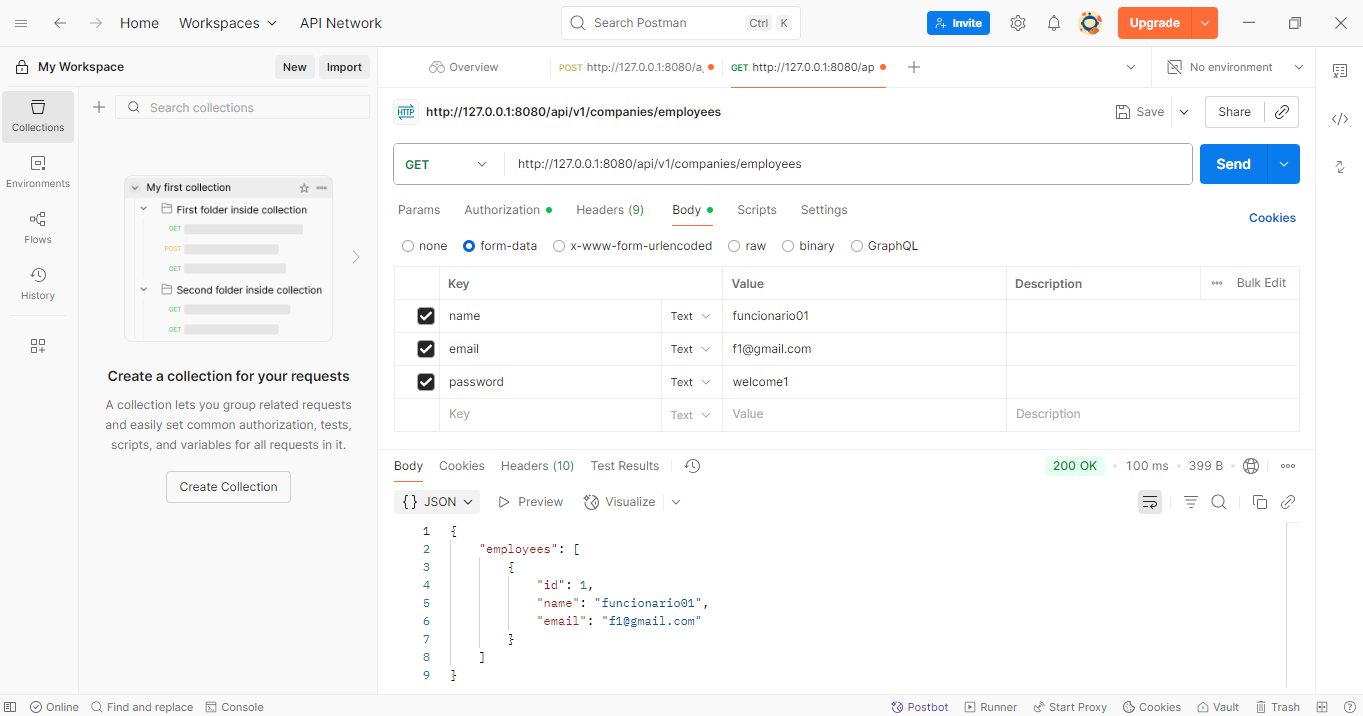 Home Workspaces API Network Search Postman Ctrl K Invite Upgrade
My Workspace New Import Overview POST http://127.0.0.1:8080/a GET http://127.0.0.1:8080/ap No environment
Collections Search collections
HTTP http://127.0.0.1:8080/api/v1/companies/employees Save Share
Environments
Flows
History
GET http://127.0.0.1:8080/api/v1/companies/employees Send
My first collection
First folder inside collection
GET
POST
GET
Second folder inside collection
GET
GET
Create a collection for your requests
A collection lets you group related requests
and easily set common authorization, tests,
scripts, and variables for all requests in it.
Create Collection
Params Authorization Headers (9) Body Scripts Settings Cookies
none form-data x-www-form-urlencoded raw binary GraphQL
Key Value Description Bulk Edit
name Text funcionario01
email Text f1@gmail.com
password Text welcome1
Key Text Value Description
Body Cookies Headers (10) Test Results 200 OK 100 ms 399 B
{} JSON Preview Visualize
1 {
2 "employees": [
3 {
4 "id": 1,
5 "name": "funcionario01",
6 "email": "f1@gmail.com"
7 }
8 ]
9 }
Online Find and replace Console Postbot Runner Start Proxy Cookies Vault Trash